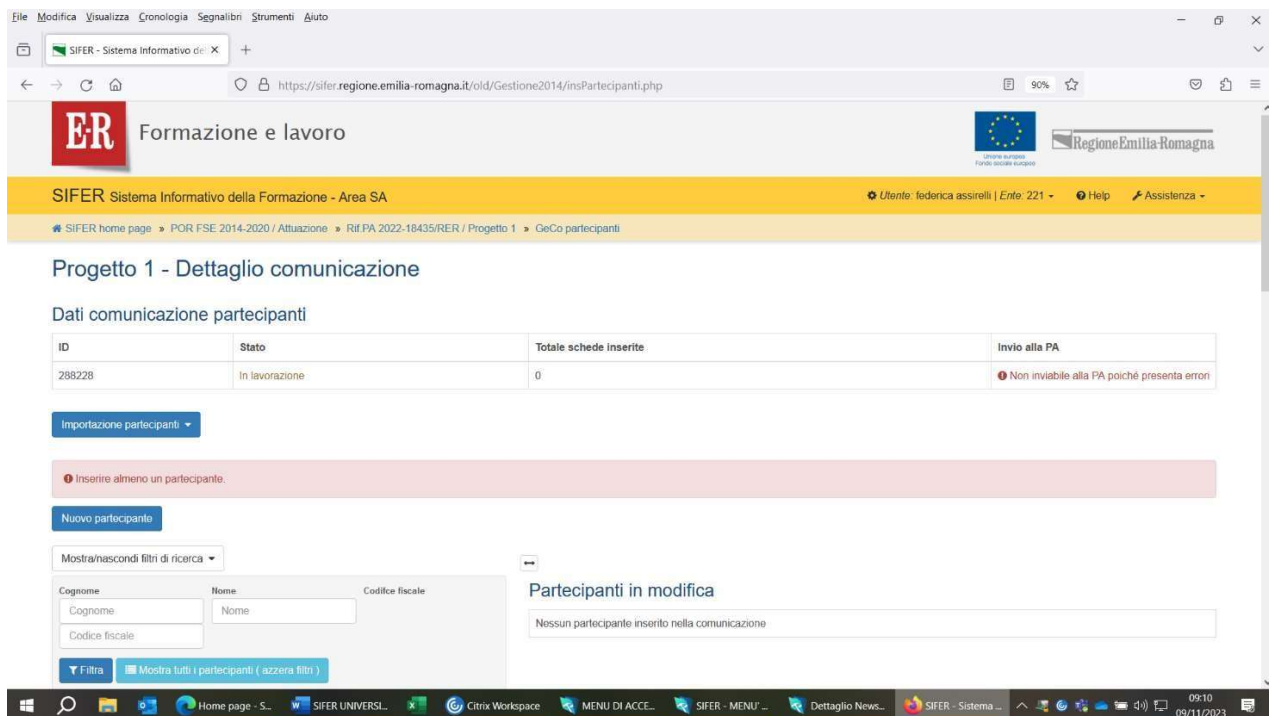 File Modifica Visualizza Cronologia Segnalibri Strumenti Aiuto
SIFER - Sistema Informativo de
https://sifer.regione.emilia-romagna.it/old/Gestione2014/insPartecipanti.php 90%
E·R Formazione e lavoro
Unione europea
Fondo sociale europeo
RegioneEmilia-Romagna
SIFER Sistema Informativo della Formazione - Area SA
Utente: federica assirelli | Ente: 221 Help Assistenza
SIFER home page » POR FSE 2014-2020 / Attuazione » Rif.PA 2022-18435/RER / Progetto 1 » GeCo partecipanti
Progetto 1 - Dettaglio comunicazione
Dati comunicazione partecipanti
ID Stato Totale schede inserite Invio alla PA
288228 In lavorazione 0 Non inviabile alla PA poiché presenta errori
Importazione partecipanti
Inserire almeno un partecipante.
Nuovo partecipante
Mostra/nascondi filtri di ricerca
Cognome Nome Codifce fiscale
Cognome Nome
Codice fiscale
Filtra Mostra tutti i partecipanti ( azzera filtri )
Partecipanti in modifica
Nessun partecipante inserito nella comunicazione
Home page - S... SIFER UNIVERSI... Citrix Workspace MENU DI ACCE... SIFER - MENU'... Dettaglio News... SIFER - Sistema ... 09:10
09/11/2023